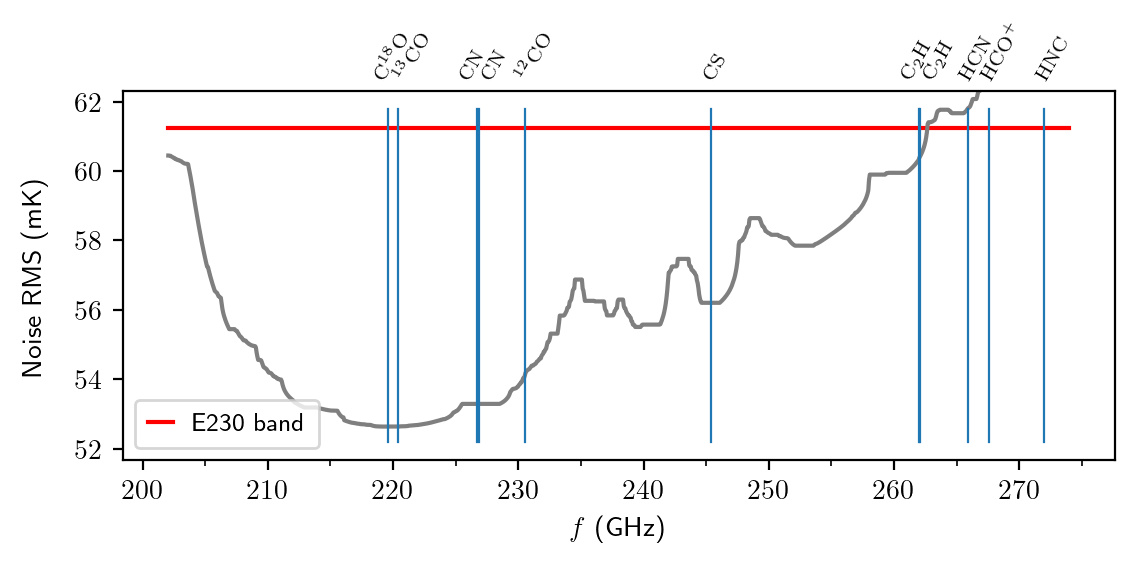 C¹⁸O ¹³CO CN CN ¹²CO CS C₂H C₂H HCN HCO⁺ HNC
62
60
58
56
54
52
Noise RMS (mK)
E230 band
200 210 220 230 240 250 260 270
f (GHz)